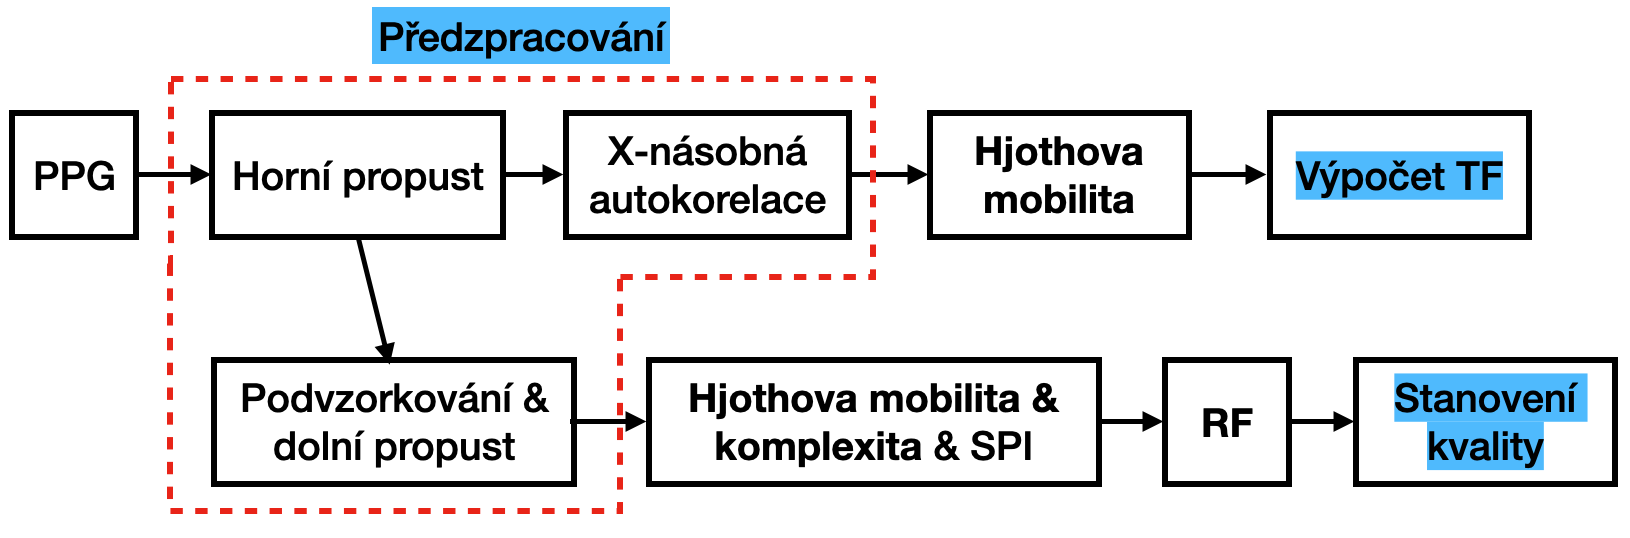 Předzpracování
PPG
Horní propust
X-násobná
autokorelace
Hjothova
mobilita
Výpočet TF
Podvzorkování &
dolní propust
Hjothova mobilita &
komplexita & SPI
RF
Stanovení
kvality